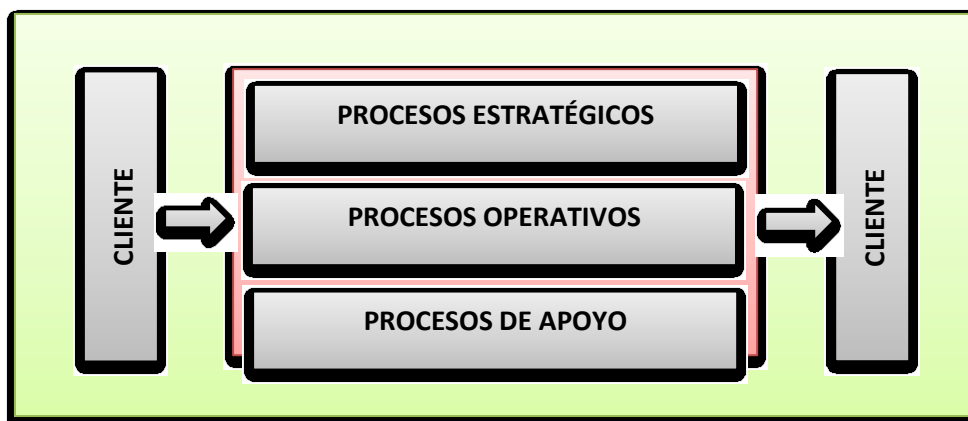 CLIENTE
PROCESOS ESTRATÉGICOS
PROCESOS OPERATIVOS
PROCESOS DE APOYO
CLIENTE